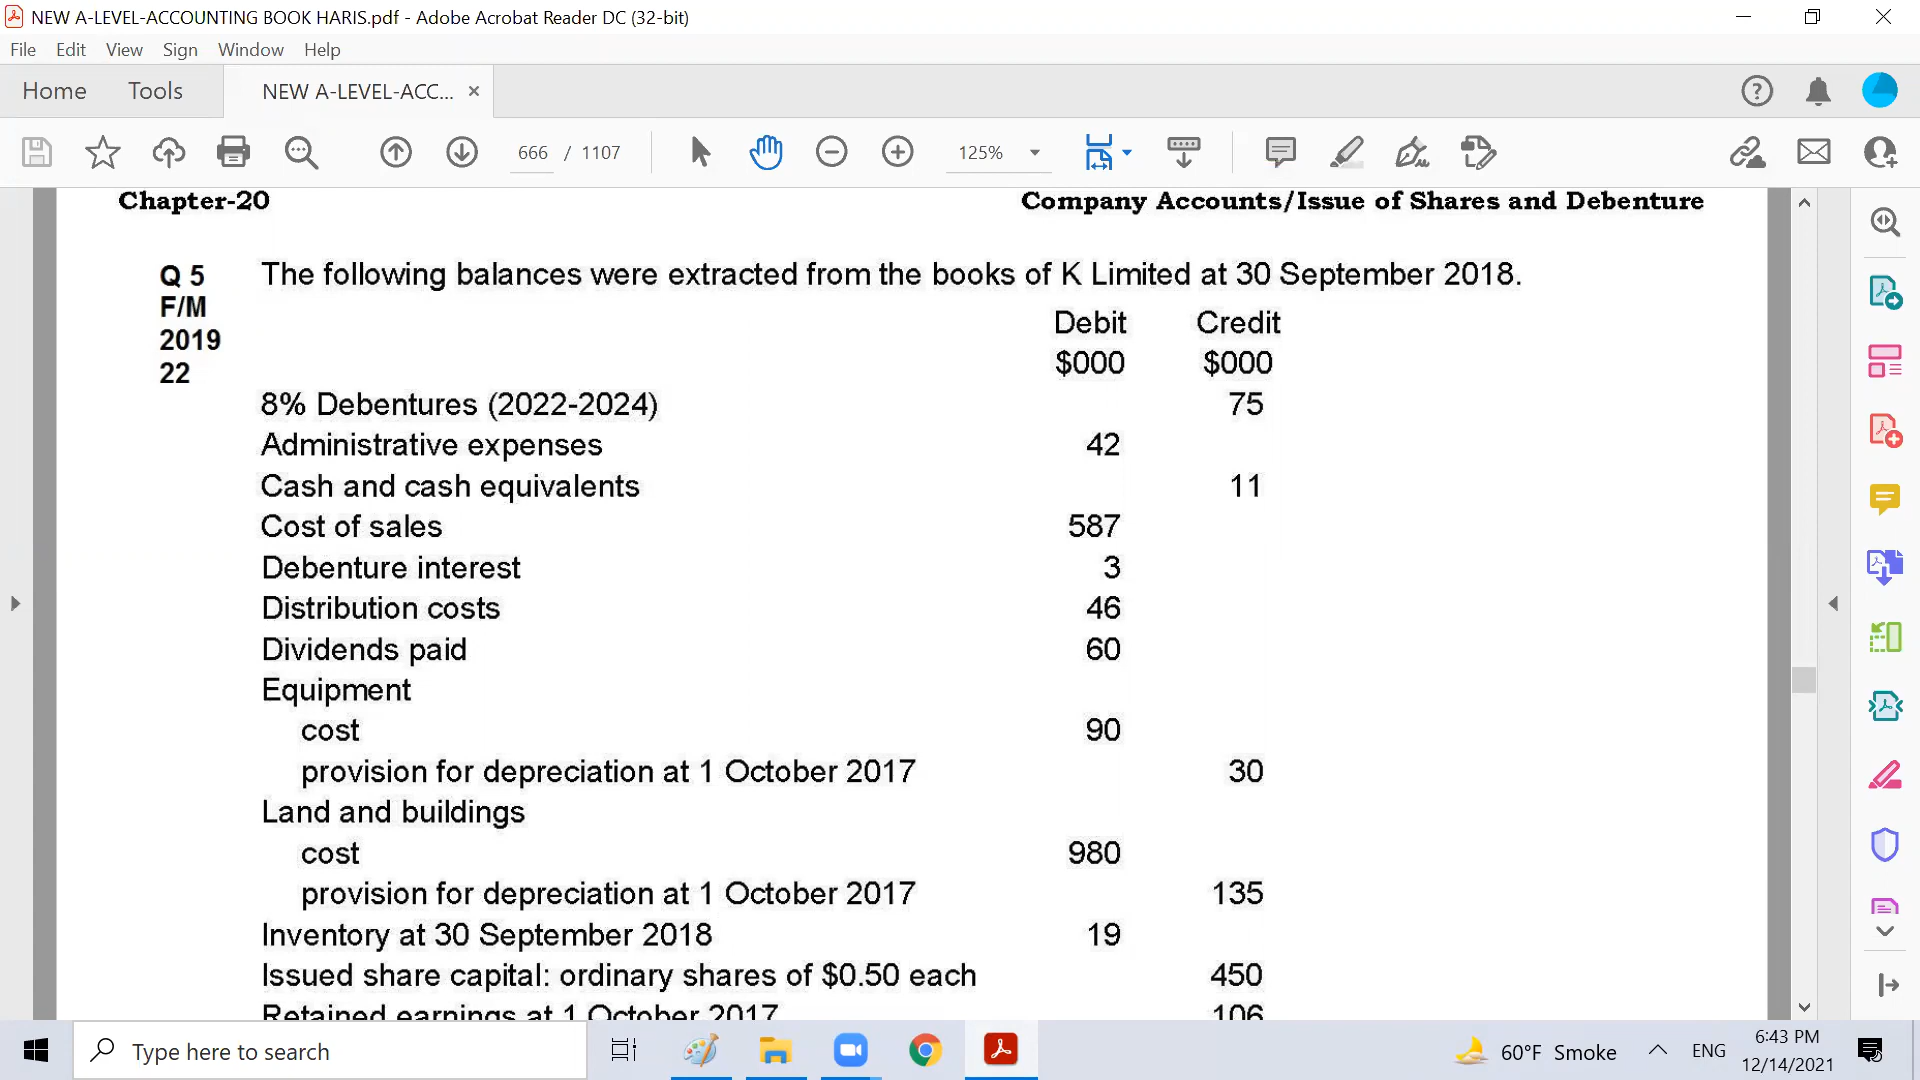 NEW A-LEVEL-ACCOUNTING BOOK HARIS.pdf - Adobe Acrobat Reader DC (32-bit)
File Edit View Sign Window Help
Home Tools NEW A-LEVEL-ACC... ×
666 / 1107 125%
Chapter-20 Company Accounts/Issue of Shares and Debenture
Q 5 The following balances were extracted from the books of K Limited at 30 September 2018.
F/M
2019
22
Debit Credit
$000 $000
8% Debentures (2022-2024) 75
Administrative expenses 42
Cash and cash equivalents 11
Cost of sales 587
Debenture interest 3
Distribution costs 46
Dividends paid 60
Equipment
cost 90
provision for depreciation at 1 October 2017 30
Land and buildings
cost 980
provision for depreciation at 1 October 2017 135
Inventory at 30 September 2018 19
Issued share capital: ordinary shares of $0.50 each 450
Retained earnings at 1 October 2017 106
Type here to search
60°F Smoke ENG 6:43 PM
12/14/2021